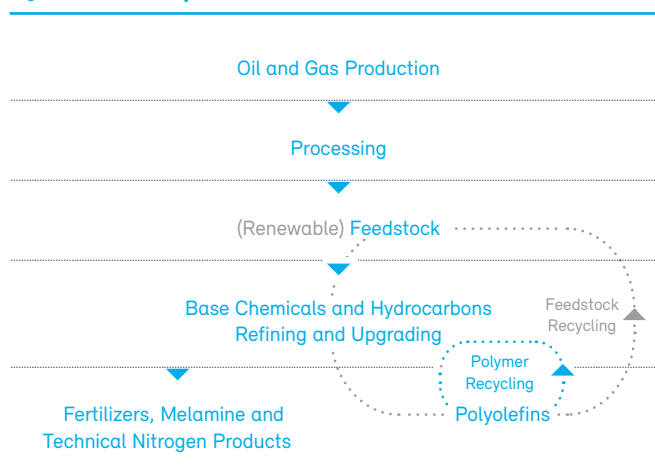 Oil and Gas Production
Processing
(Renewable) Feedstock
Base Chemicals and Hydrocarbons
Refining and Upgrading
Feedstock
Recycling
Polymer
Recycling
Fertilizers, Melamine and
Technical Nitrogen Products
Polyolefins